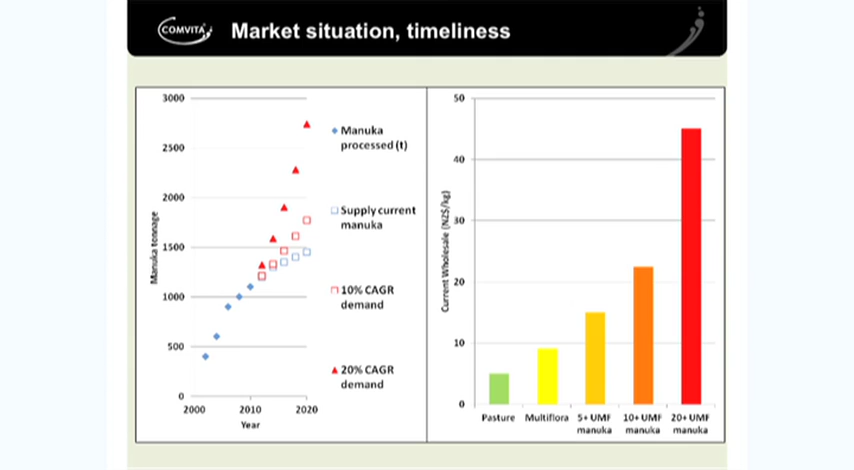 COMVITA
Market situation, timeliness
3000
2500
2000
1500
1000
500
0
Manuka tonnage
2000
2010
2020
Year
Manuka
processed (t)
Supply current
manuka
10% CAGR
demand
20% CAGR
demand
50
40
30
20
10
0
Current Wholesale (NZ$/kg)
Pasture
Multiflora
5+ UMF
manuka
10+ UMF
manuka
20+ UMF
manuka